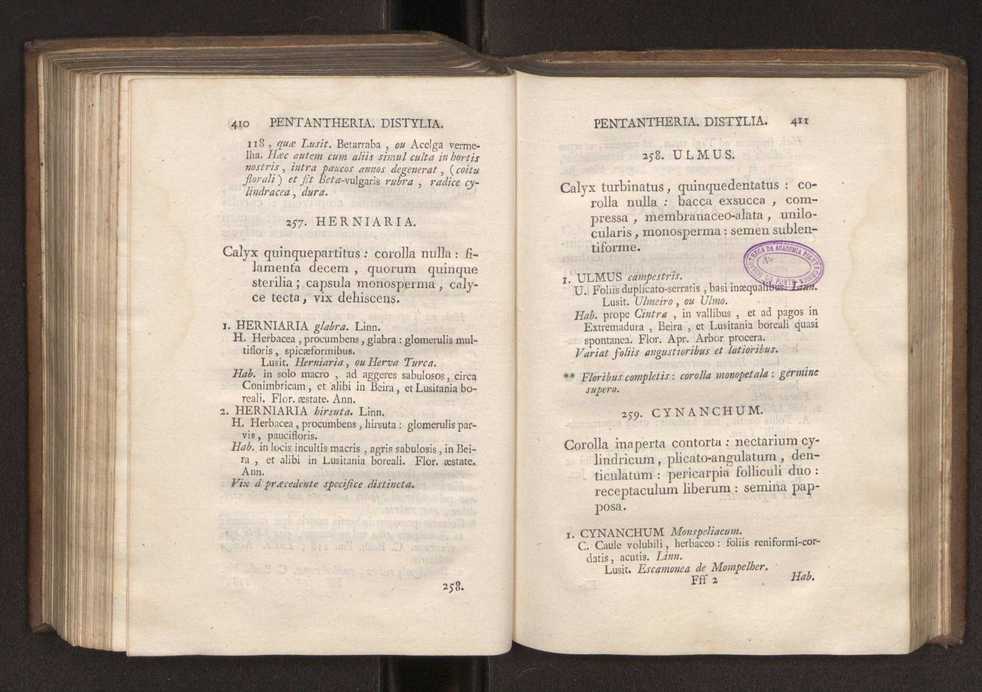 410 PENTANTHERIA. DISTYLIA.
118, quæ Lusit. Betarraba, ou Acelga verme-
lha. Hæc autem cum aliis simul culta in hortis
nostris, intra paucos annos degenerat, (coitu
florali) et fit Beta-vulgaris rubra, radice cy-
lindracea, dura.
257. HERNIARIA.
Calyx quinquepartitus: corolla nulla: fi-
lamenta decem, quorum quinque
sterilia; capsula monosperma, caly-
ce tecta, vix dehiscens.
1. HERNIARIA glabra. Linn.
H. Herbacea, procumbens, glabra: glomerulis mul-
tifloris, spicæformibus.
Lusit. Herniaria, ou Herva Turca.
Hab. in solo macro, ad aggeres sabulosos, circa
Conimbricam, et alibi in Beira, et Lusitania bo-
reali. Flor. æstate. Ann.
2. HERNIARIA hirsuta. Linn.
H. Herbacea, procumbens, hirsuta: glomerulis par-
vis, paucifloris.
Hab. in locis incultis macris, agris sabulosis, in Bei-
ra, et alibi in Lusitania boreali. Flor. æstate.
Ann.
Vix á præcedente specifice distincta.
258.
PENTANTHERIA. DISTYLIA. 411
258. ULMUS.
Calyx turbinatus, quinquedentatus: co-
rolla nulla: bacca exsucca, com-
pressa, membranaceo-alata, unilo-
cularis, monosperma: semen sublen-
tiforme.
1. ULMUS campestris.
U. Foliis duplicato-serratis, basi inæqualibus. Linn.
Lusit. Ulmeiro, ou Ulmo.
Hab. prope Cintra, in vallibus, et ad pagos in
Extremadura, Beira, et Lusitania boreali quasi
spontanea. Flor. Apr. Arbor procera.
Variat foliis angustioribus et latioribus.
** Floribus completis: corolla monopetala: germine
supero.
259. CYNANCHUM.
Corolla inaperta contorta: nectarium cy-
lindricum, plicato-angulatum, den-
ticulatum: pericarpia folliculi duo:
receptaculum liberum: semina pap-
posa.
1. CYNANCHUM Monspeliacum.
C. Caule volubili, herbaceo: foliis reniformi-cor-
datis, acutis. Linn.
Lusit. Escamonea de Mompelher.
Fff 2 Hab.